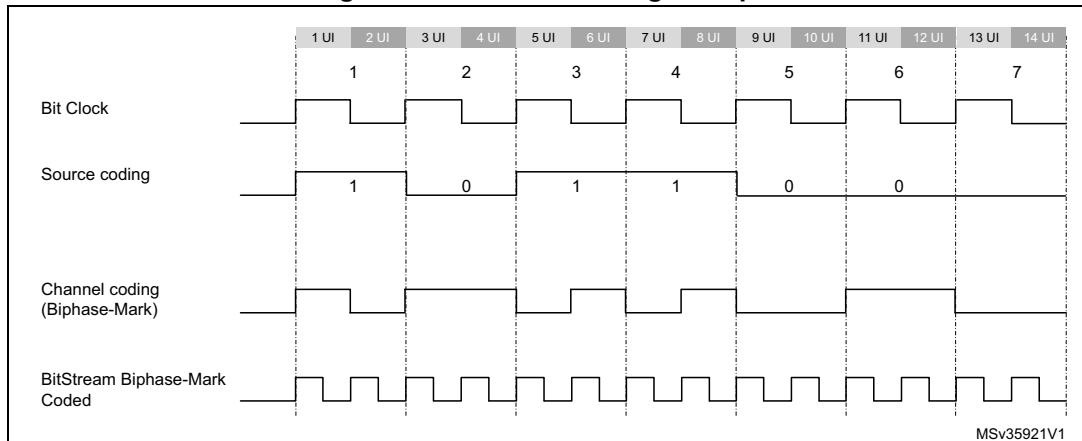 1 UI 2 UI 3 UI 4 UI 5 UI 6 UI 7 UI 8 UI 9 UI 10 UI 11 UI 12 UI 13 UI 14 UI
1 2 3 4 5 6 7
Bit Clock
Source coding
1 0 1 1 0 0
Channel coding
(Biphase-Mark)
BitStream Biphase-Mark
Coded
MSv35921V1